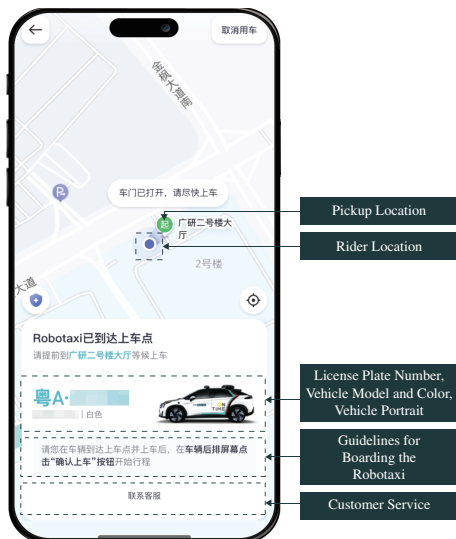 取消用车
金枫大道南
车门已打开，请尽快上车
P
起
广研二号楼大
厅
2号楼
大道
Robotaxi已到达上车点
请提前到广研二号楼大厅等候上车
粤A·
白色
ON
TIME
请您在车辆到达上车点并上车后，在车辆后排屏幕点
击“确认上车”按钮开始行程
联系客服
Pickup Location
Rider Location
License Plate Number,
Vehicle Model and Color,
Vehicle Portrait
Guidelines for
Boarding the
Robotaxi
Customer Service